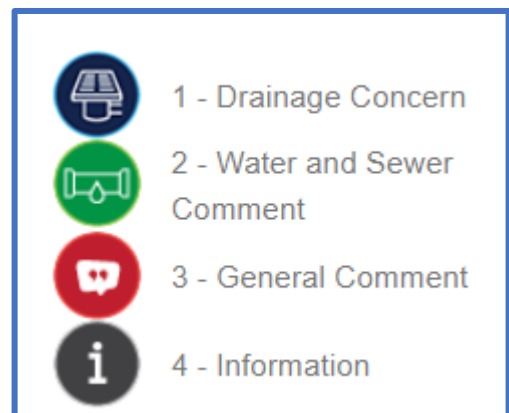 1 - Drainage Concern
2 - Water and Sewer
Comment
3 - General Comment
i
4 - Information